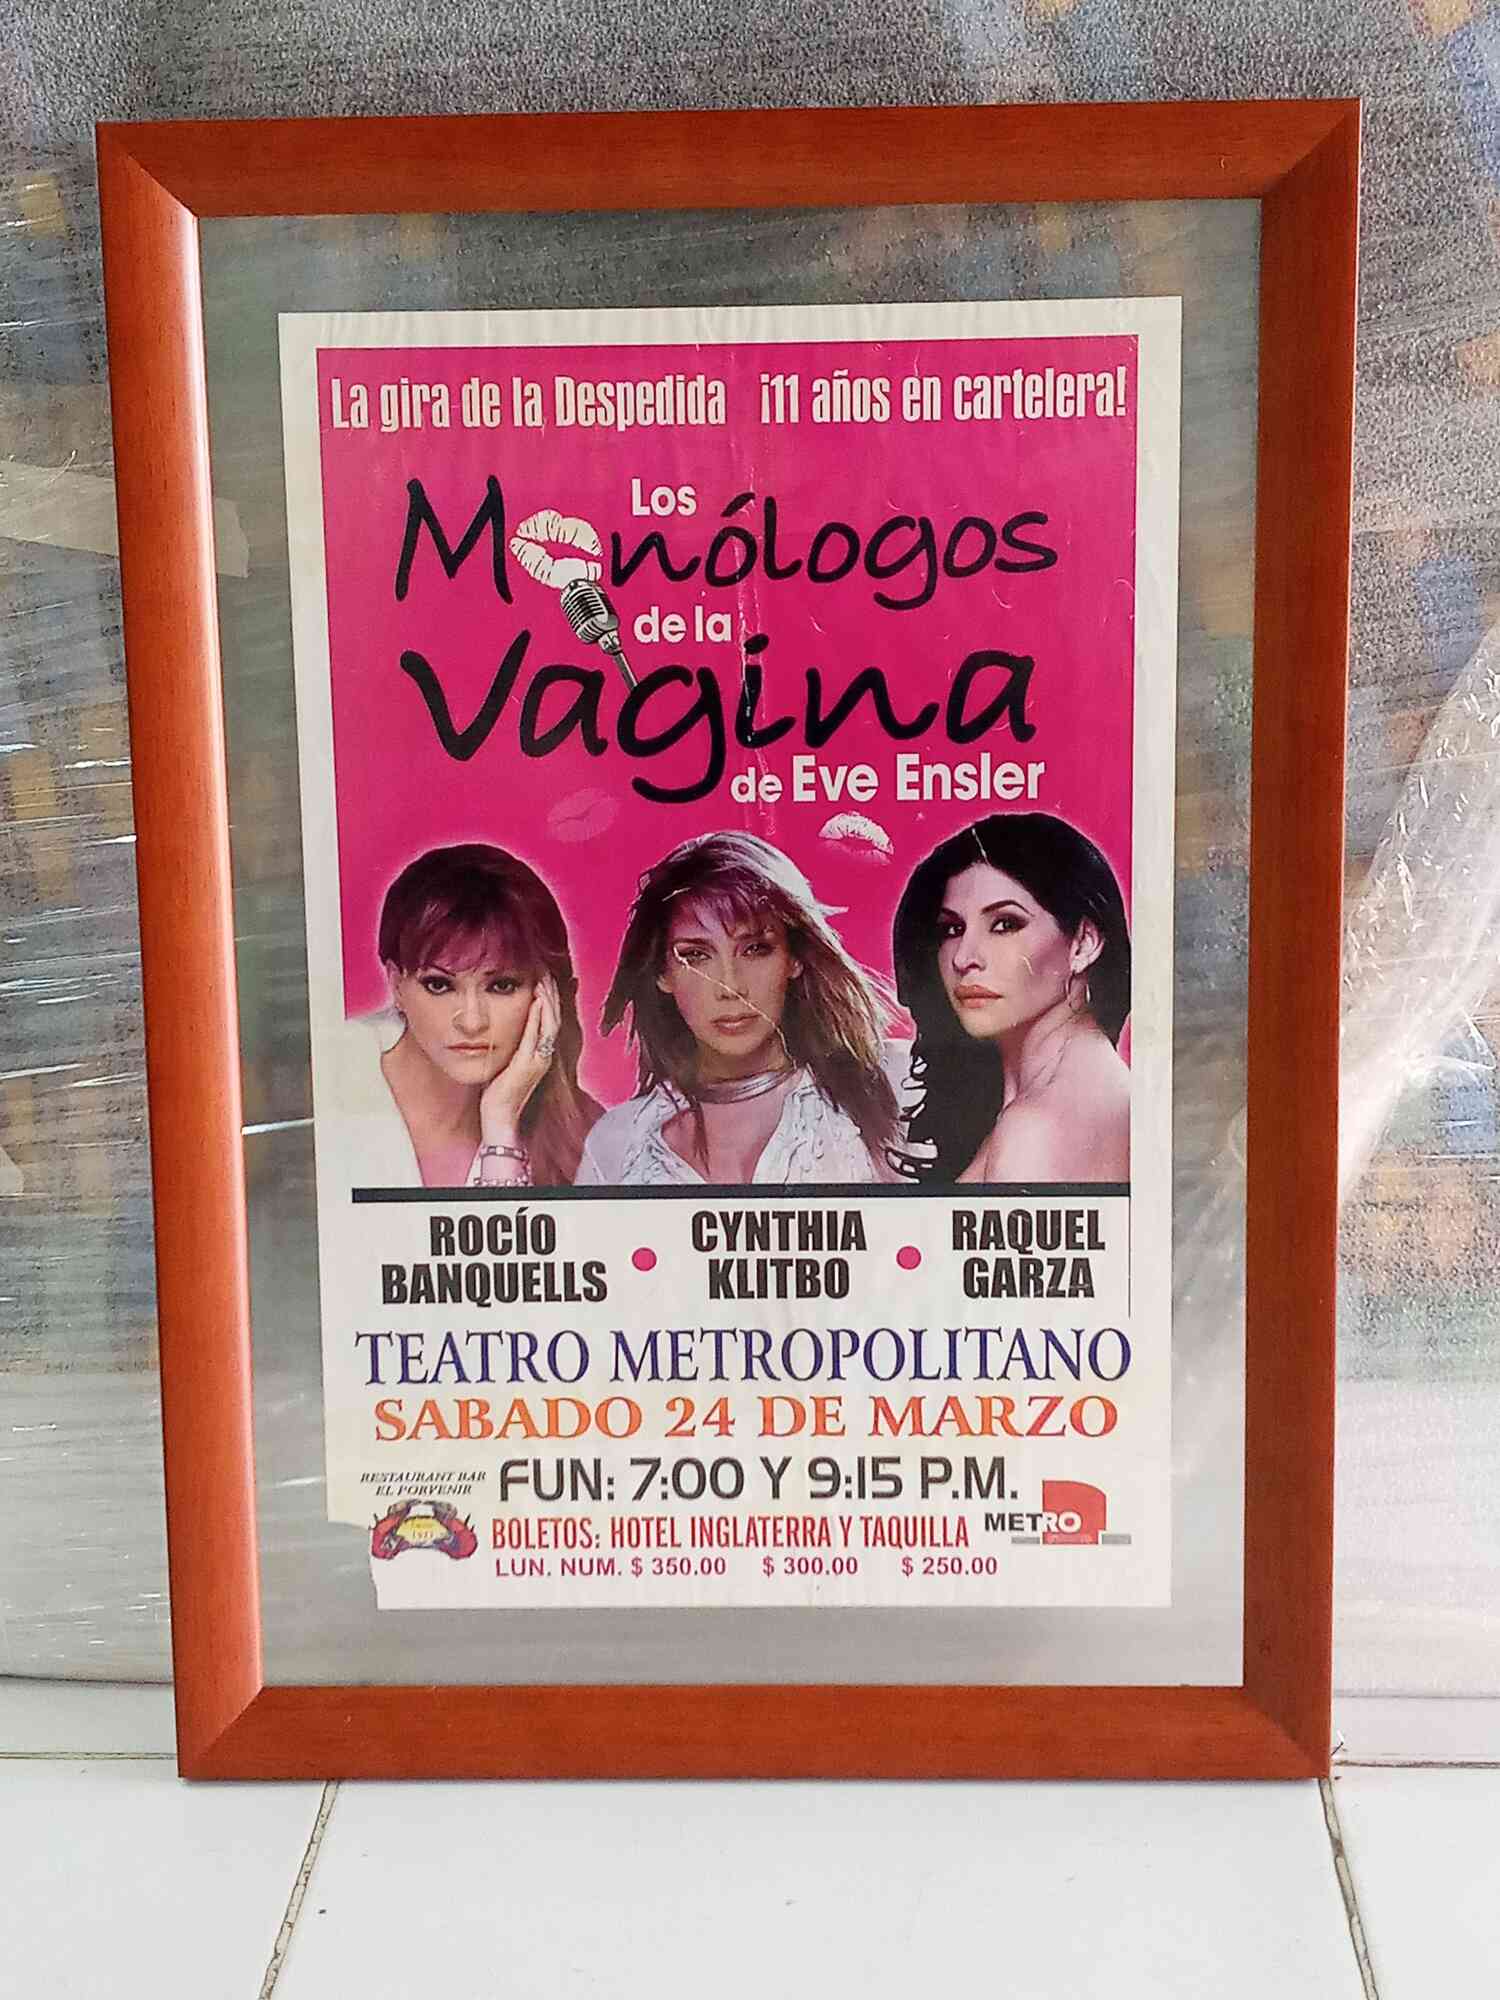 La gira de la Despedida ¡11 años en cartelera!
Los
Monólogos
de la
Vagina
de Eve Ensler
ROCÍO BANQUELLS • CYNTHIA KLITBO • RAQUEL GARZA
TEATRO METROPOLITANO
SABADO 24 DE MARZO
RESTAURANT BAR
EL PORVENIR
FUN: 7:00 Y 9:15 P.M.
BOLETOS: HOTEL INGLATERRA Y TAQUILLA
METRO
LUN. NUM. $ 350.00 $ 300.00 $ 250.00